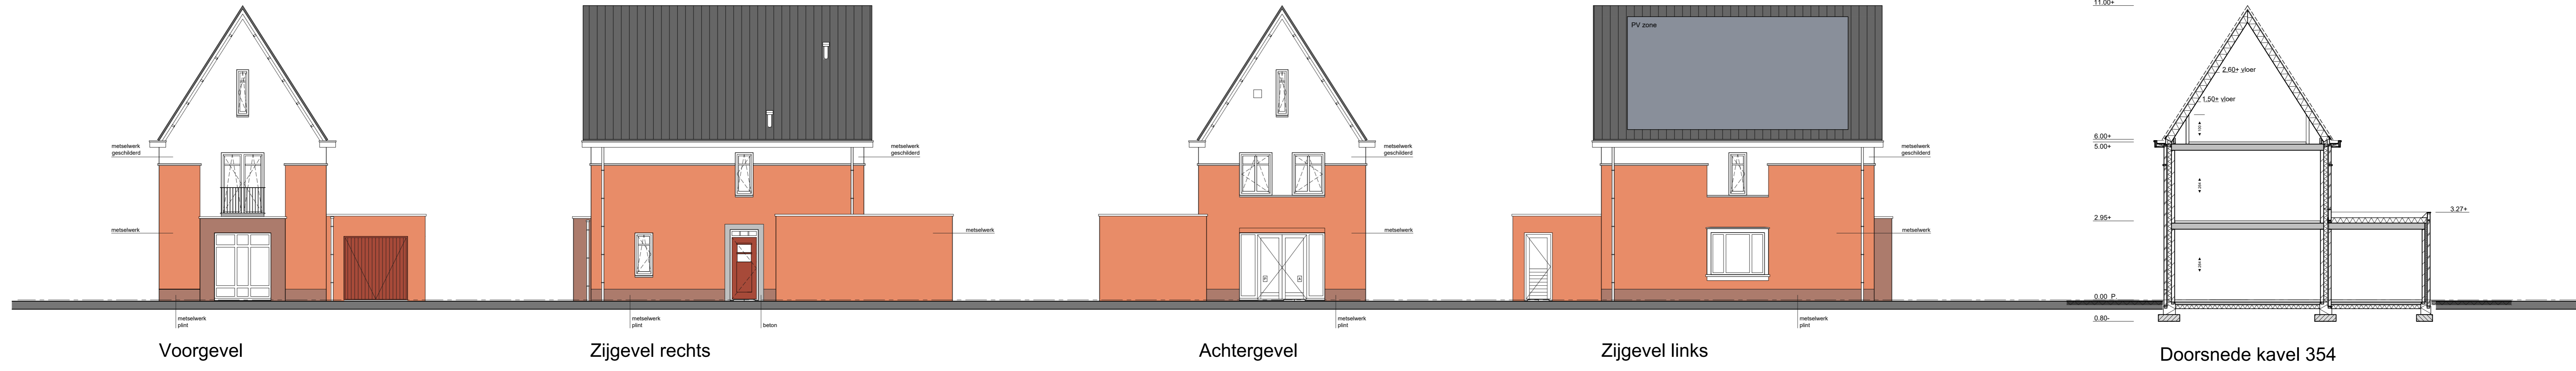 metselwerk
geschilderd
metselwerk
metselwerk
plint
Voorgevel
metselwerk
geschilderd
metselwerk
metselwerk
plint
beton
Zijgevel rechts
metselwerk
geschilderd
metselwerk
metselwerk
plint
Achtergevel
PV zone
metselwerk
geschilderd
metselwerk
metselwerk
plint
Zijgevel links
11.00+
2.60+ vloer
1.50+ vloer
6.00+
5.00+
2.95+
3.27+
0.00 P
0.80-
Doorsnede kavel 354